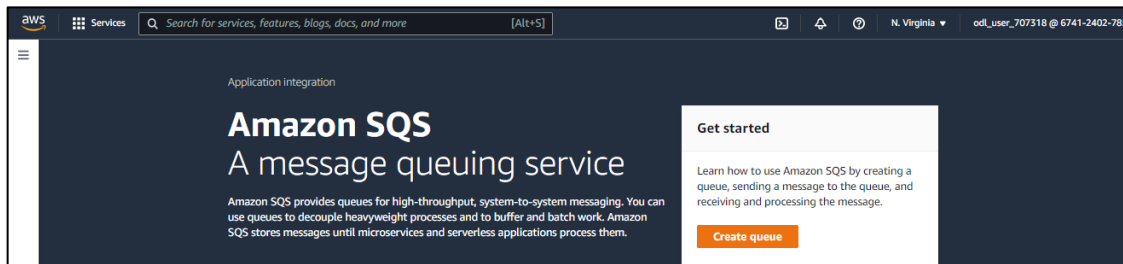 aws Services Search for services, features, blogs, docs, and more [Alt+S] N. Virginia ▼ odl_user_707318 @ 6741-2402-78
Application integration
Amazon SQS
A message queuing service
Amazon SQS provides queues for high-throughput, system-to-system messaging. You can
use queues to decouple heavyweight processes and to buffer and batch work. Amazon
SQS stores messages until microservices and serverless applications process them.
Get started
Learn how to use Amazon SQS by creating a
queue, sending a message to the queue, and
receiving and processing the message.
Create queue